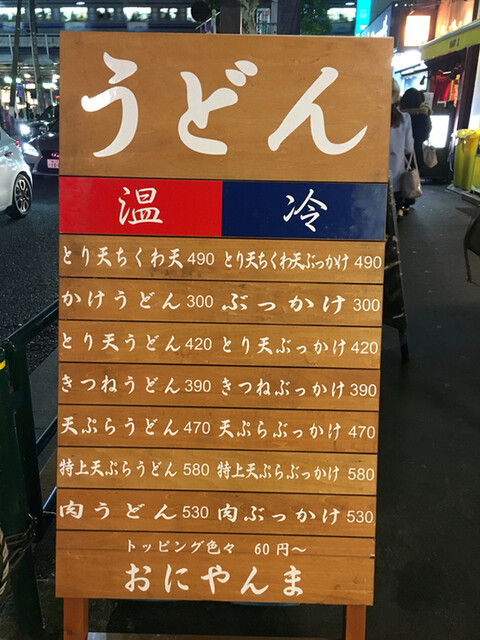 うどん
温 冷
とり天ちくわ天 490 とり天ちくわ天ぶっかけ 490
かけうどん 300 ぶっかけ 300
とり天うどん 420 とり天ぶっかけ 420
きつねうどん 390 きつねぶっかけ 390
天ぷらうどん 470 天ぷらぶっかけ 470
特上天ぷらうどん 580 特上天ぷらぶっかけ 580
肉うどん 530 肉ぶっかけ 530
トッピング色々 60円～
おにやんま